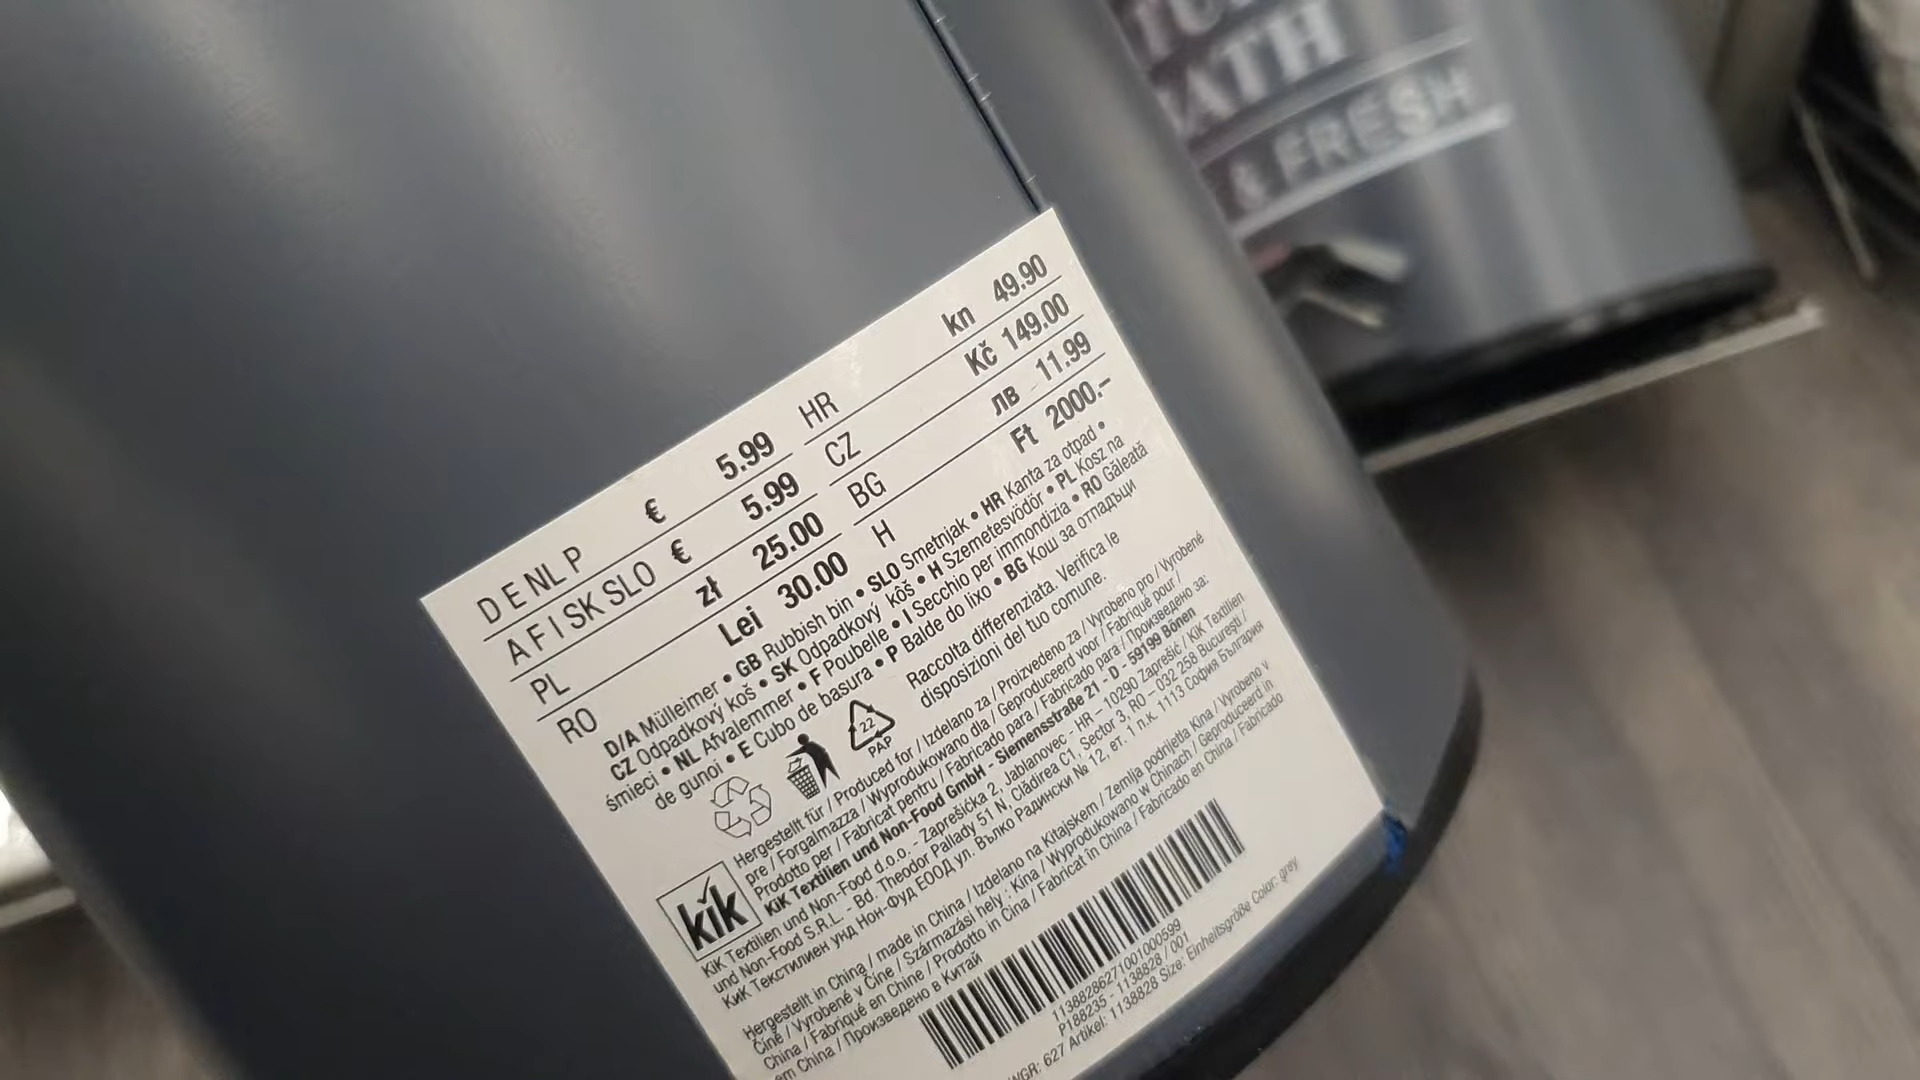 ATH
& FRESH
D E NL P € 5.99 HR kn 49.90
A F I SK SLO € 5.99 CZ Kč 149.00
PL zł 25.00 BG лв 11.99
RO Lei 30.00 H Ft 2000.–
D/A Mülleimer • GB Rubbish bin • SLO Smetnjak • HR Kanta za otpad •
CZ Odpadkový koš • SK Odpadkový kôš • H Szemetesvödör • PL Kosz na
śmieci • NL Afvalemmer • F Poubelle • I Secchio per immondizia • RO Găleată
de gunoi • E Cubo de basura • P Balde do lixo • BG Кош за отпадъци
22
PAP
Raccolta differenziata. Verifica le
disposizioni del tuo comune.
Hergestellt für / Produced for / Izdelano za / Proizvedeno za / Vyrobeno pro / Vyrobené
pre / Forgalmazza / Wyprodukowano dla / Geproduceerd voor / Fabriqué pour /
Prodotto per / Fabricat pentru / Fabricado para / Fabricado para / Произведено за:
KiK Textilien und Non-Food GmbH - Siemensstraße 21 - D - 59199 Bönen
KiK Textilien und Non-Food d.o.o. - Zaprešićka 2, Jablanovec - HR – 10290 Zaprešić / KiK Textilien
und Non-Food S.R.L. - Bd. Theodor Pallady 51 N, Clădirea C1, Sector 3, RO – 032 258 București /
КиК Текстилиен унд Нон-Фуд ЕООД ул. Вълко Радински № 12, ет. 1 п.к. 1113 София България
kik
Hergestellt in China / made in China / Izdelano na Kitajskem / Zemlja podrijetla Kina / Vyrobeno v
Číně / Vyrobené v Číne / Származási hely : Kína / Wyprodukowano w Chinach / Geproduceerd in
China / Fabriqué en Chine / Prodotto in Cina / Fabricat în China / Fabricado en China / Fabricado
em China / Произведено в Китай
1138828627100100599
P188235 - 1138828 / 001
WGR: 627 Artikel: 1138828 Size: Einheitsgröße Color: grey